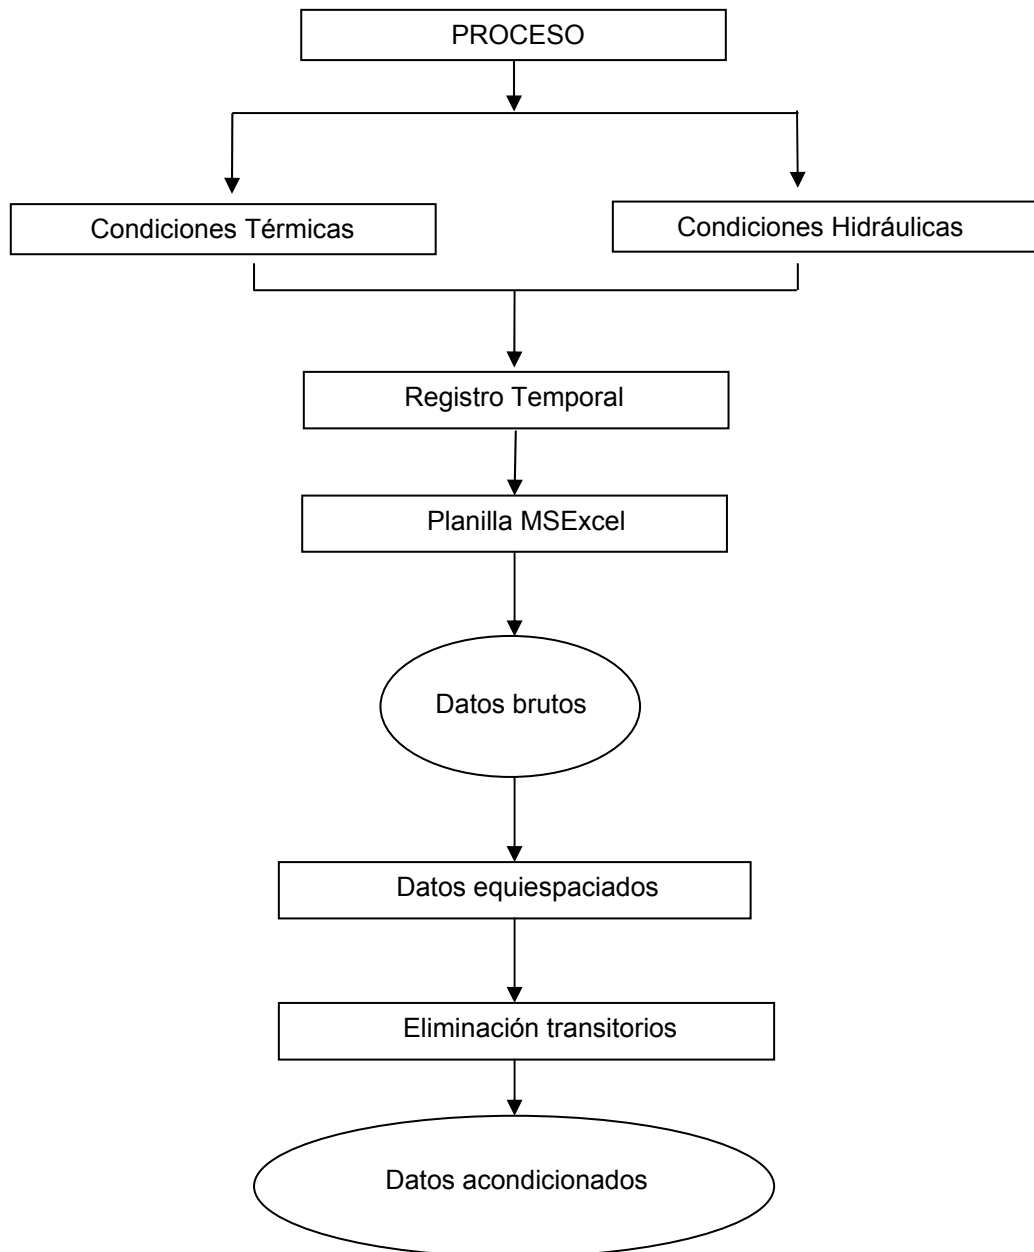 PROCESO
Condiciones Térmicas
Condiciones Hidráulicas
Registro Temporal
Planilla MSExcel
Datos brutos
Datos equiespaciados
Eliminación transitorios
Datos acondicionados